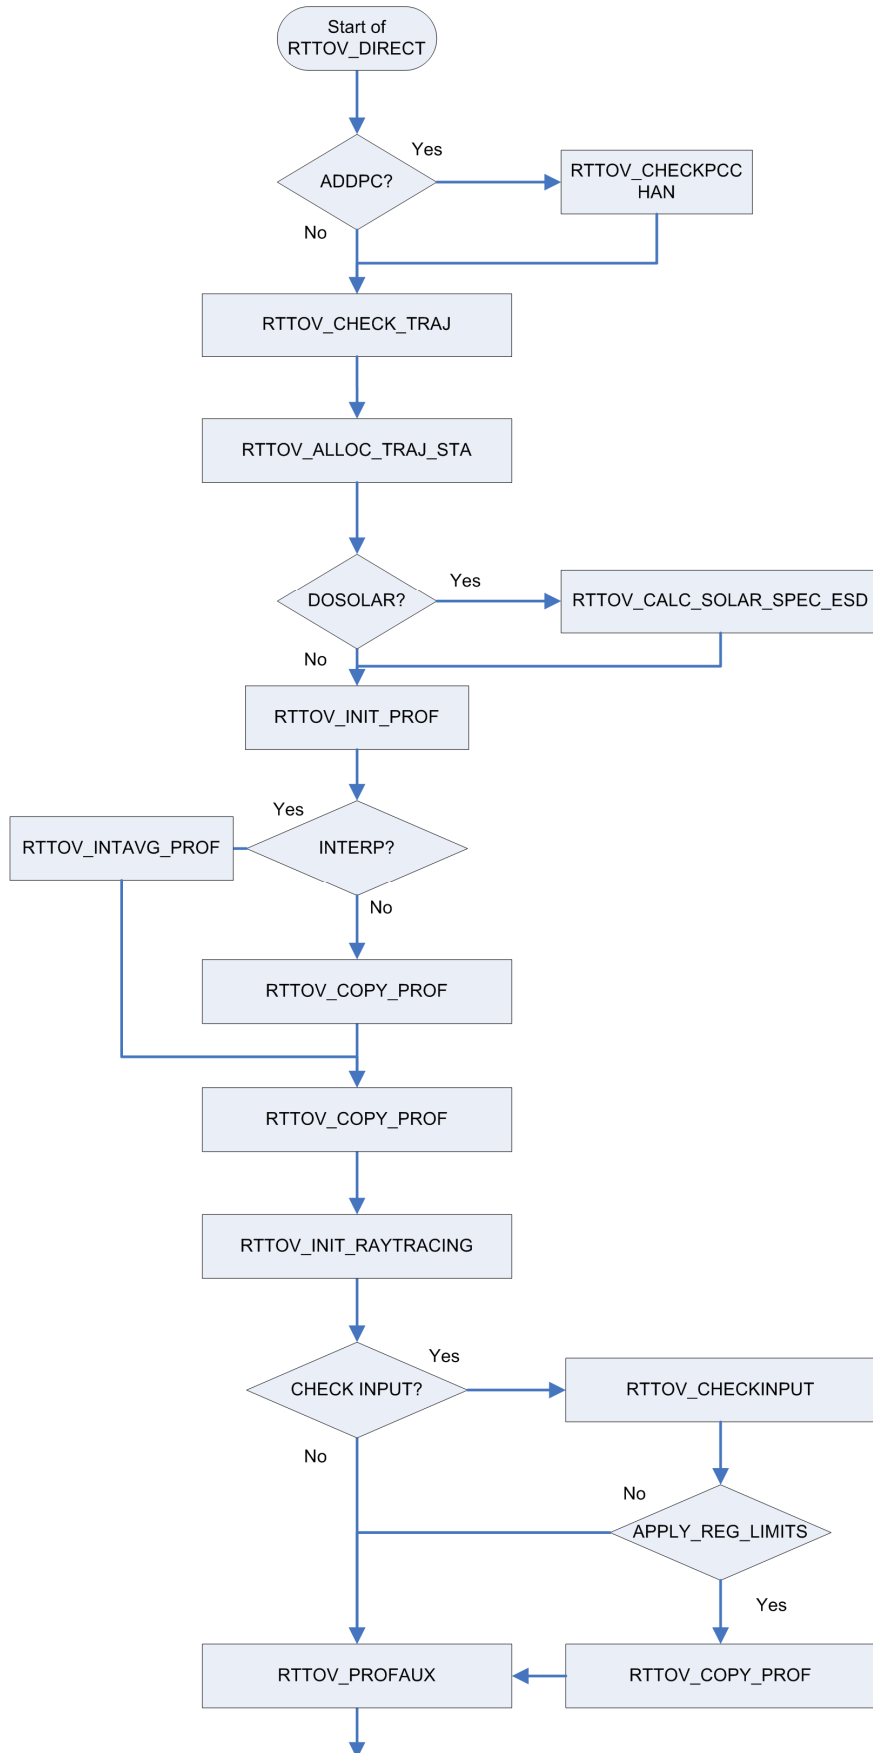 Start of
RTTOV_DIRECT
Yes
ADDPC?
RTTOV_CHECKPCC
HAN
No
RTTOV_CHECK_TRAJ
RTTOV_ALLOC_TRAJ_STA
Yes
DOSOLAR?
RTTOV_CALC_SOLAR_SPEC_ESD
No
RTTOV_INIT_PROF
Yes
RTTOV_INTAVG_PROF
INTERP?
No
RTTOV_COPY_PROF
RTTOV_COPY_PROF
RTTOV_INIT_RAYTRACING
Yes
CHECK INPUT?
RTTOV_CHECKINPUT
No
No
APPLY_REG_LIMITS
Yes
RTTOV_PROFAUX
RTTOV_COPY_PROF